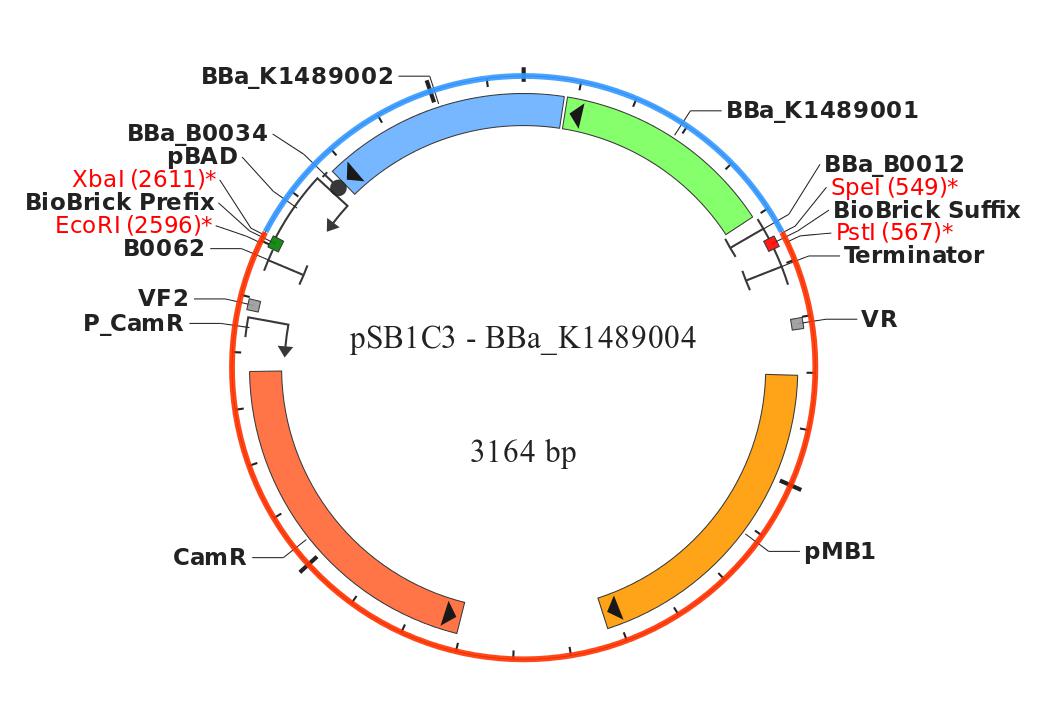 BBa_K1489002
BBa_K1489001
BBa_B0034
pBAD
XbaI (2611)*
BioBrick Prefix
EcoRI (2596)*
B0062
BBa_B0012
SpeI (549)*
BioBrick Suffix
PstI (567)*
Terminator
VF2
P_CamR
VR
pSB1C3 - BBa_K1489004
3164 bp
CamR
pMB1